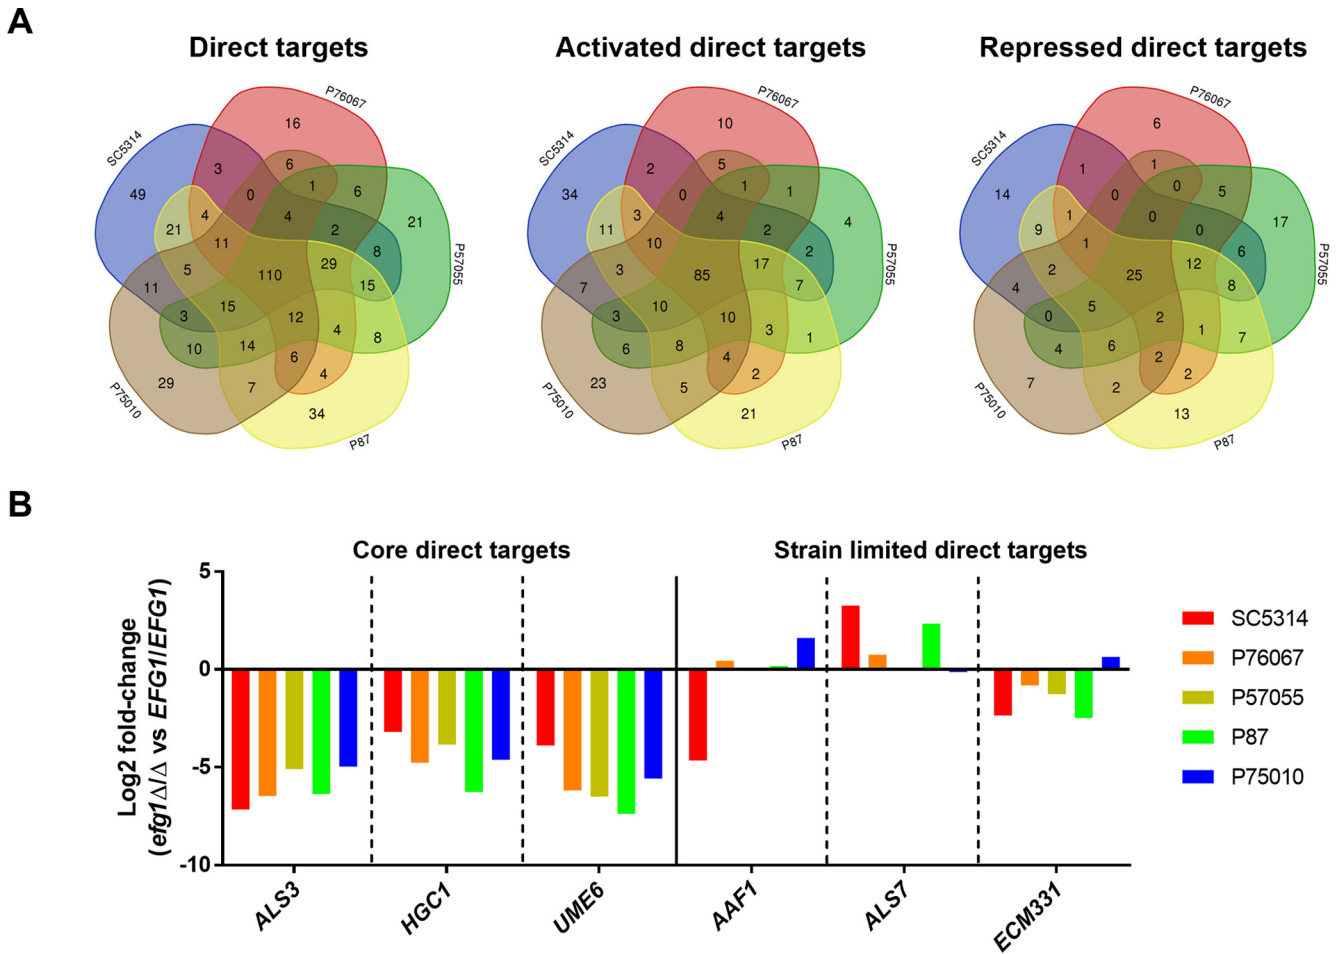 A
Direct targets
Activated direct targets
Repressed direct targets
P76067
SC5314
P57055
P75010
P87
16
3
6
0
1
6
49
21
4
4
2
21
11
8
5
110
29
15
11
15
12
4
8
3
10
14
6
4
29
7
34
P76067
SC5314
P57055
P75010
P87
10
2
5
0
1
1
34
11
3
4
2
4
10
2
3
85
17
7
7
10
10
3
1
3
6
8
4
2
23
5
21
P76067
SC5314
P57055
P75010
P87
6
1
1
0
0
5
14
9
1
0
0
17
1
6
2
25
12
8
4
5
2
1
7
0
4
6
2
2
7
2
13
B
Core direct targets
Strain limited direct targets
Log2 fold-change
(efg1Δ/Δ vs EFG1/EFG1)
5
0
-5
-10
ALS3
HGC1
UME6
AAF1
ALS7
ECM331
SC5314
P76067
P57055
P87
P75010